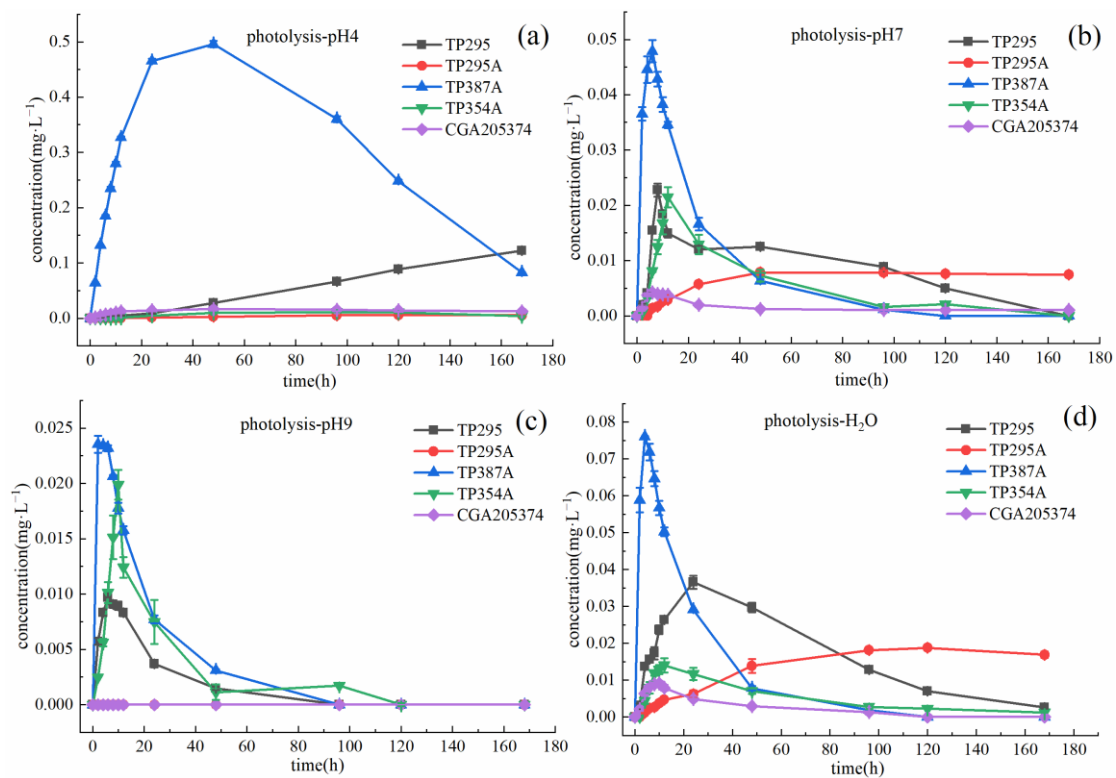 photolysis-pH4
(a)
TP295
TP295A
TP387A
TP354A
CGA205374
concentration(mg·L⁻¹)
0.5
0.4
0.3
0.2
0.1
0.0
0 20 40 60 80 100 120 140 160 180
time(h)
photolysis-pH7
(b)
TP295
TP295A
TP387A
TP354A
CGA205374
concentration(mg·L⁻¹)
0.05
0.04
0.03
0.02
0.01
0.00
0 20 40 60 80 100 120 140 160 180
time(h)
photolysis-pH9
(c)
TP295
TP295A
TP387A
TP354A
CGA205374
concentration(mg·L⁻¹)
0.025
0.020
0.015
0.010
0.005
0.000
0 20 40 60 80 100 120 140 160 180
time(h)
photolysis-H₂O
(d)
TP295
TP295A
TP387A
TP354A
CGA205374
concetration(mg·L⁻¹)
0.08
0.07
0.06
0.05
0.04
0.03
0.02
0.01
0.00
0 20 40 60 80 100 120 140 160 180
time(h)